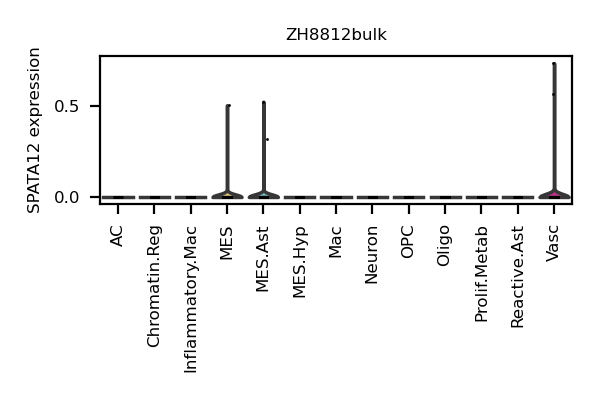 ZH8812bulk
SPATA12 expression
0.5
0.0
AC
Chromatin.Reg
Inflammatory.Mac
MES
MES.Ast
MES.Hyp
Mac
Neuron
OPC
Oligo
Prolif.Metab
Reactive.Ast
Vasc